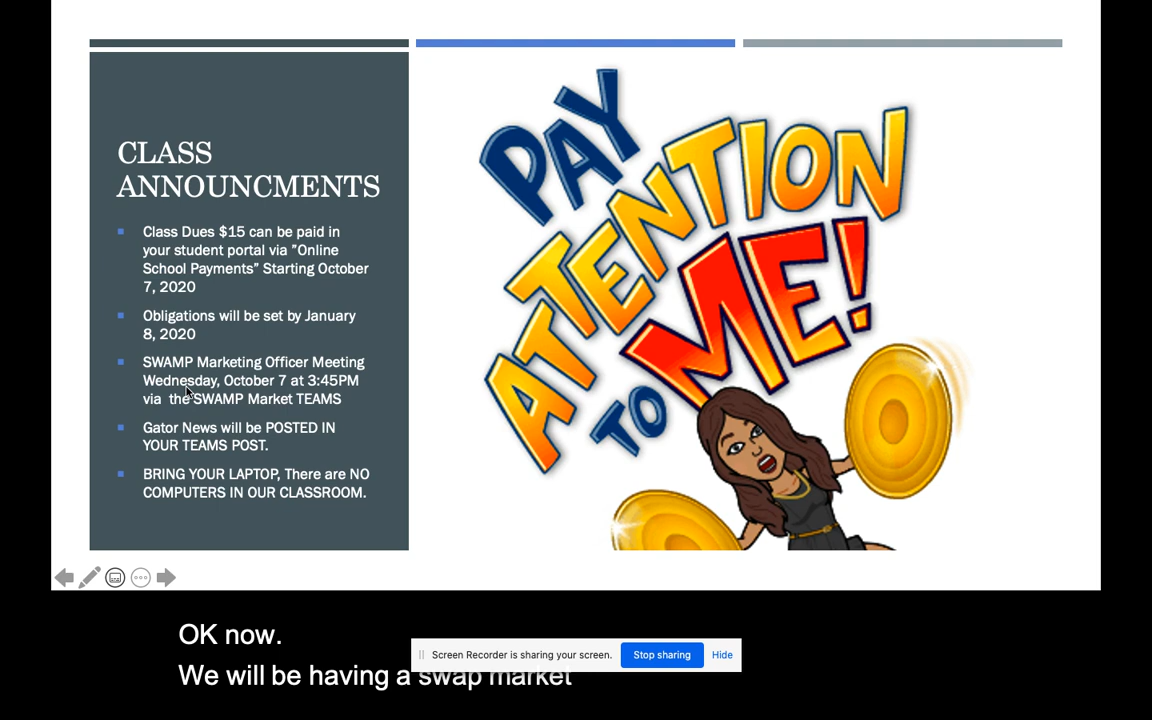 CLASS
ANNOUNCMENTS
Class Dues $15 can be paid in
your student portal via ”Online
School Payments” Starting October
7, 2020
Obligations will be set by January
8, 2020
SWAMP Marketing Officer Meeting
Wednesday, October 7 at 3:45PM
via the SWAMP Market TEAMS
Gator News will be POSTED IN
YOUR TEAMS POST.
BRING YOUR LAPTOP, There are NO
COMPUTERS IN OUR CLASSROOM.
PAY
ATTENTION
TO ME!
OK now.
We will be having a swap market
Screen Recorder is sharing your screen.
Stop sharing
Hide